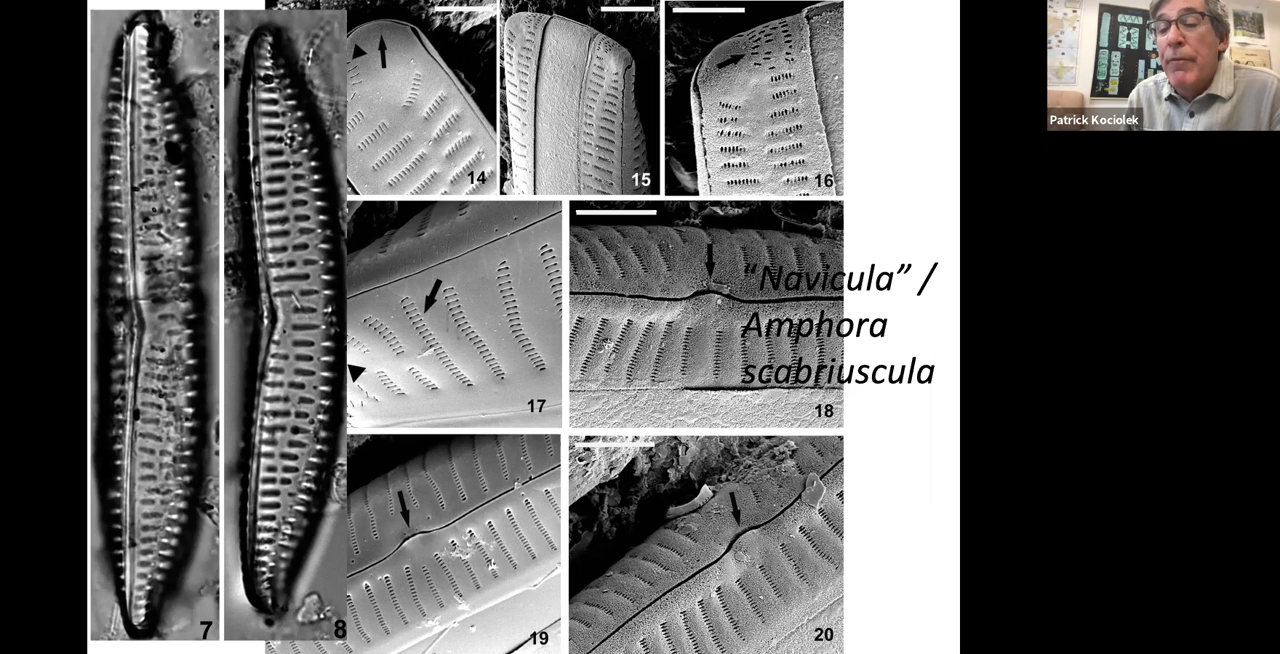 14
15
16
Patrick Kociolek
17
18
“Navicula” /
Amphora
scabriuscula
7
8
19
20